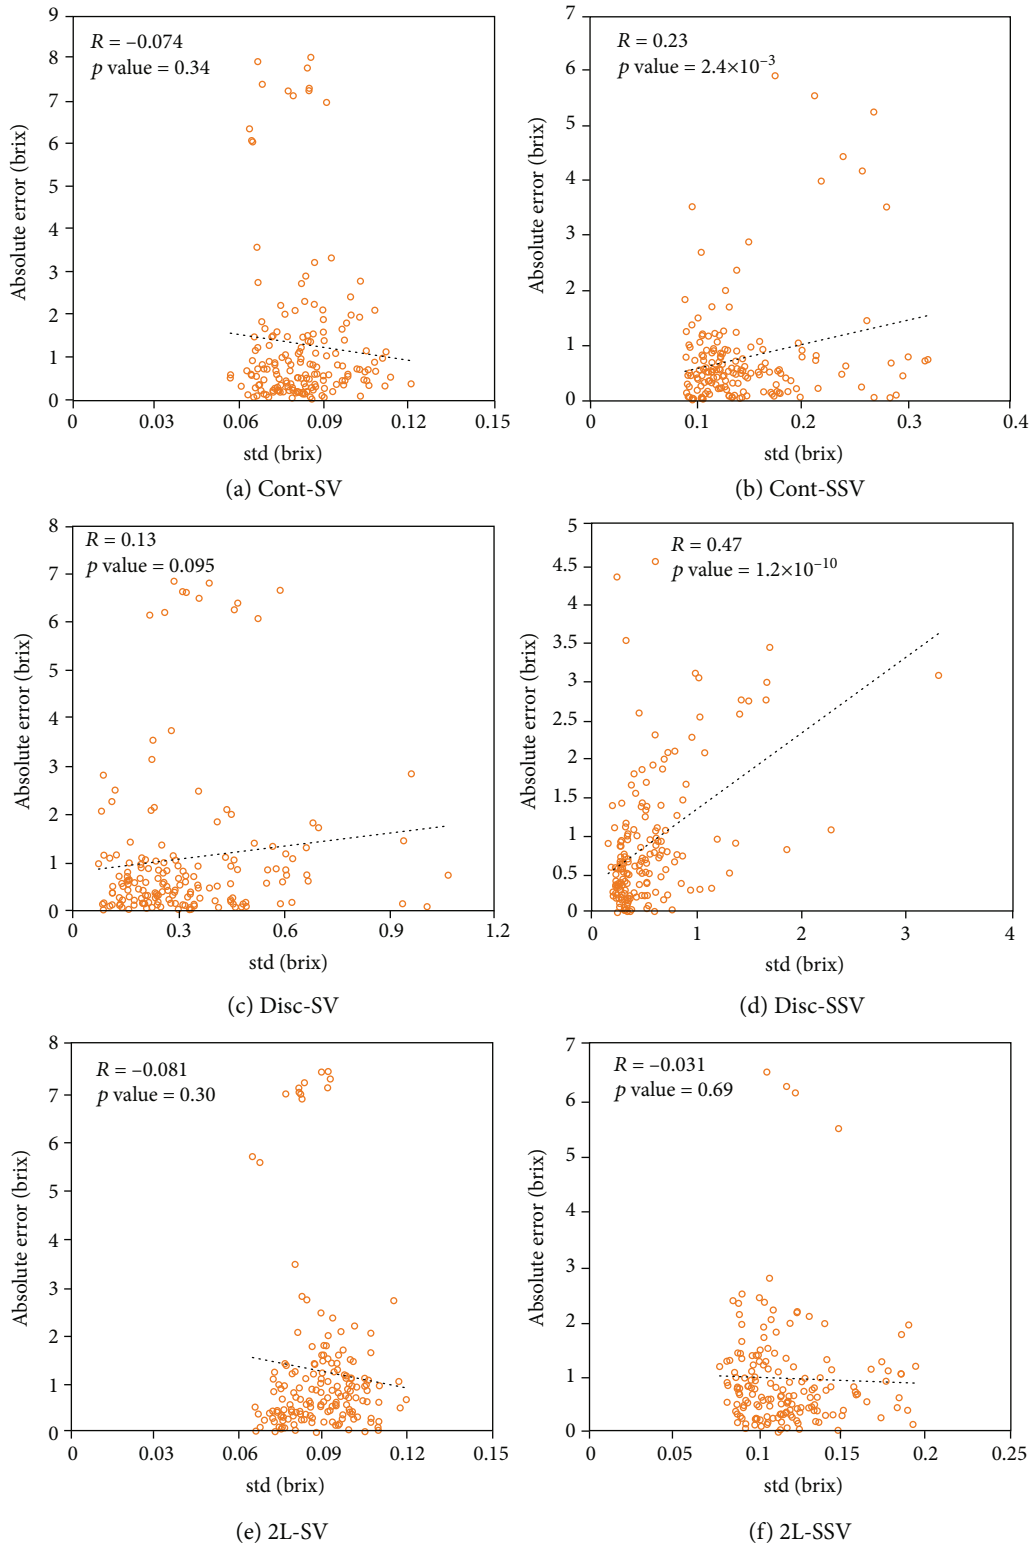 9
8
7
6
5
4
3
2
1
0
Absolute error (brix)
R = –0.074
p value = 0.34
0 0.03 0.06 0.09 0.12 0.15
std (brix)
(a) Cont-SV
7
6
5
4
3
2
1
0
Absolute error (brix)
R = 0.23
p value = 2.4×10⁻³
0 0.1 0.2 0.3 0.4
std (brix)
(b) Cont-SSV
8
7
6
5
4
3
2
1
0
Absolute error (brix)
R = 0.13
p value = 0.095
0 0.3 0.6 0.9 1.2
std (brix)
(c) Disc-SV
5
4.5
4
3.5
3
2.5
2
1.5
1
0.5
0
Absolute error (brix)
R = 0.47
p value = 1.2×10⁻¹⁰
0 1 2 3 4
std (brix)
(d) Disc-SSV
8
7
6
5
4
3
2
1
0
Absolute error (brix)
R = –0.081
p value = 0.30
0 0.03 0.06 0.09 0.12 0.15
std (brix)
(e) 2L-SV
7
6
5
4
3
2
1
0
Absolute error (brix)
R = –0.031
p value = 0.69
0 0.05 0.1 0.15 0.2 0.25
std (brix)
(f) 2L-SSV